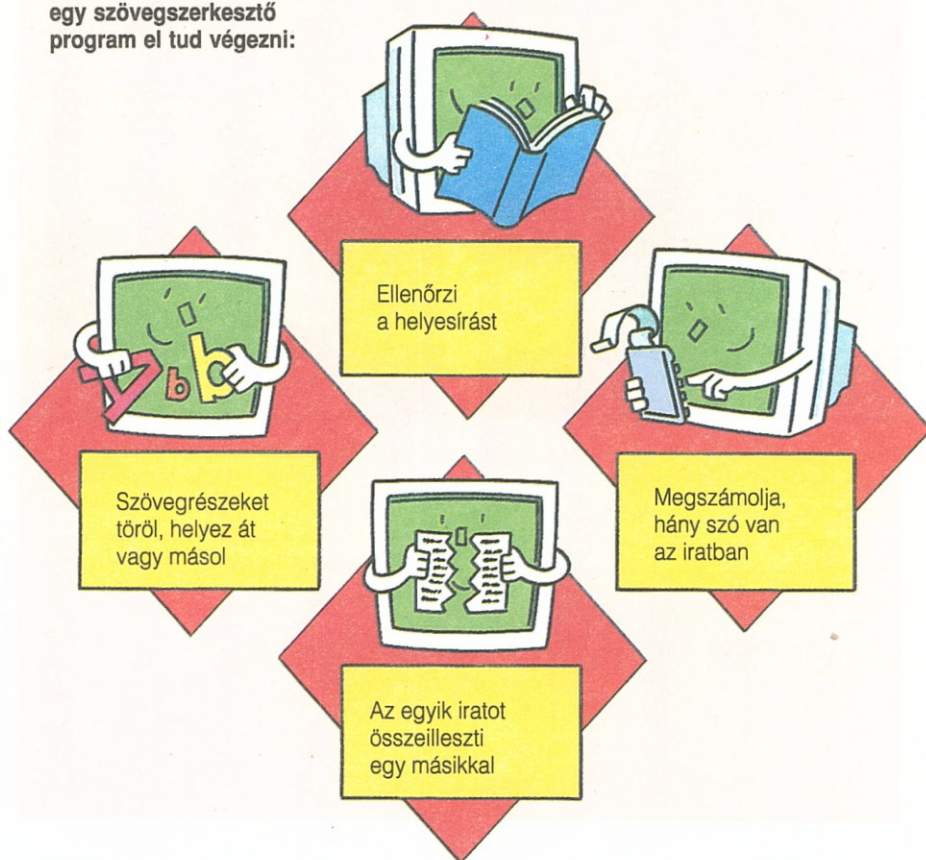 egy szövegszerkesztő
program el tud végezni:
Ellenőrzi
a helyesírást
Szövegrészeket
töröl, helyez át
vagy másol
A b b
Megszámolja,
hány szó van
az iratban
Az egyik iratot
összeilleszti
egy másikkal